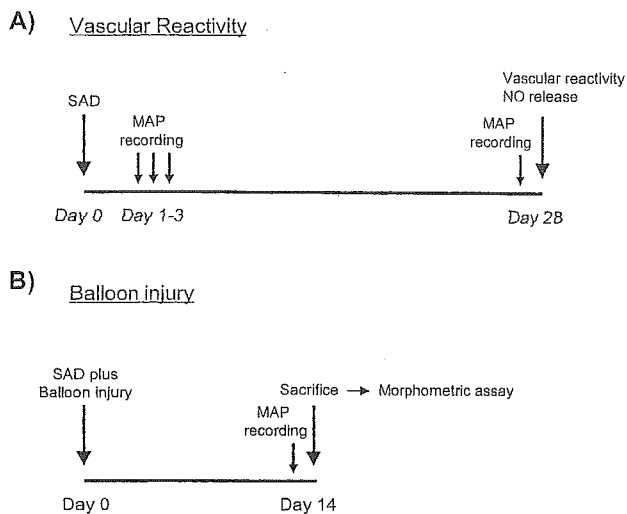 A) Vascular Reactivity
SAD
MAP
recording
Vascular reactivity
NO release
MAP
recording
Day 0 Day 1-3 Day 28
B) Balloon injury
SAD plus
Balloon injury
Sacrifice → Morphometric assay
MAP
recording
Day 0 Day 14